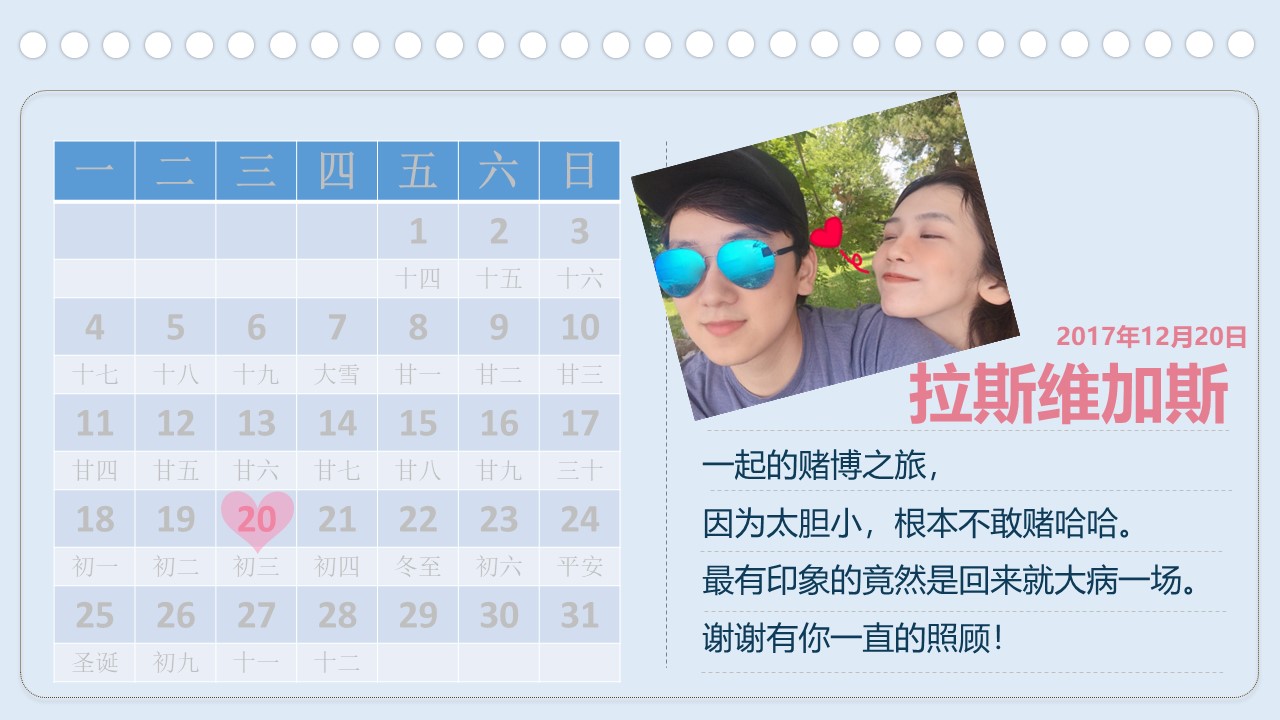 一 二 三 四 五 六 日
1 2 3
十四 十五 十六
4 5 6 7 8 9 10
十七 十八 十九 大雪 廿一 廿二 廿三
11 12 13 14 15 16 17
廿四 廿五 廿六 廿七 廿八 廿九 三十
18 19 20 21 22 23 24
初一 初二 初三 初四 冬至 初六 平安
25 26 27 28 29 30 31
圣诞 初九 十一 十二
2017年12月20日
拉斯维加斯
一起的赌博之旅，
因为太胆小，根本不敢赌哈哈。
最有印象的竟然是回来就大病一场。
谢谢有你一直的照顾！